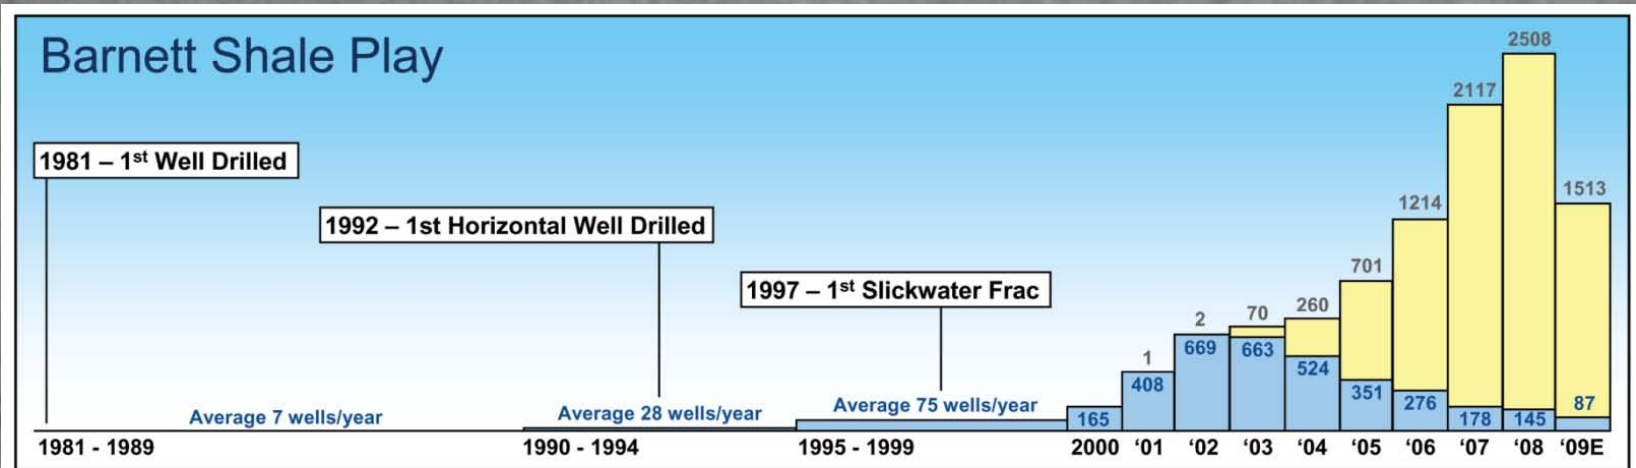 Barnett Shale Play
1981 – 1st Well Drilled
1992 – 1st Horizontal Well Drilled
1997 – 1st Slickwater Frac
2508
2117
1513
1214
701
260
70
2
1
669
663
524
408
351
276
178
145
87
165
Average 7 wells/year
Average 28 wells/year
Average 75 wells/year
1981 - 1989
1990 - 1994
1995 - 1999
2000 ‘01 ‘02 ‘03 ‘04 ‘05 ‘06 ‘07 ‘08 ‘09E